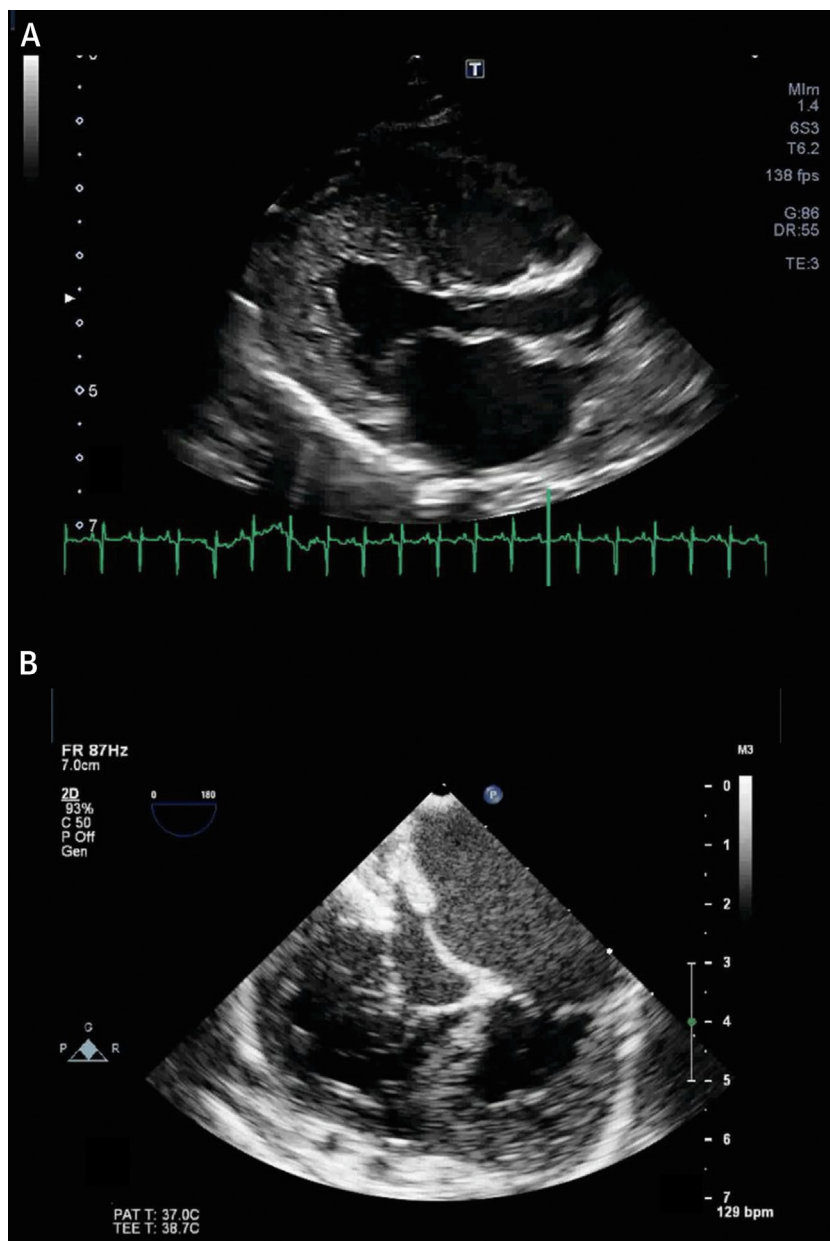 A
T
MIm
1.4
6S3
T6.2
138 fps
G:86
DR:55
TE:3
5
7
B
FR 87Hz
7.0cm
2D
93%
C 50
P Off
Gen
0 180
P
M3
0
1
2
3
4
5
6
7
G
P R
PAT T: 37.0C
TEE T: 38.7C
129 bpm